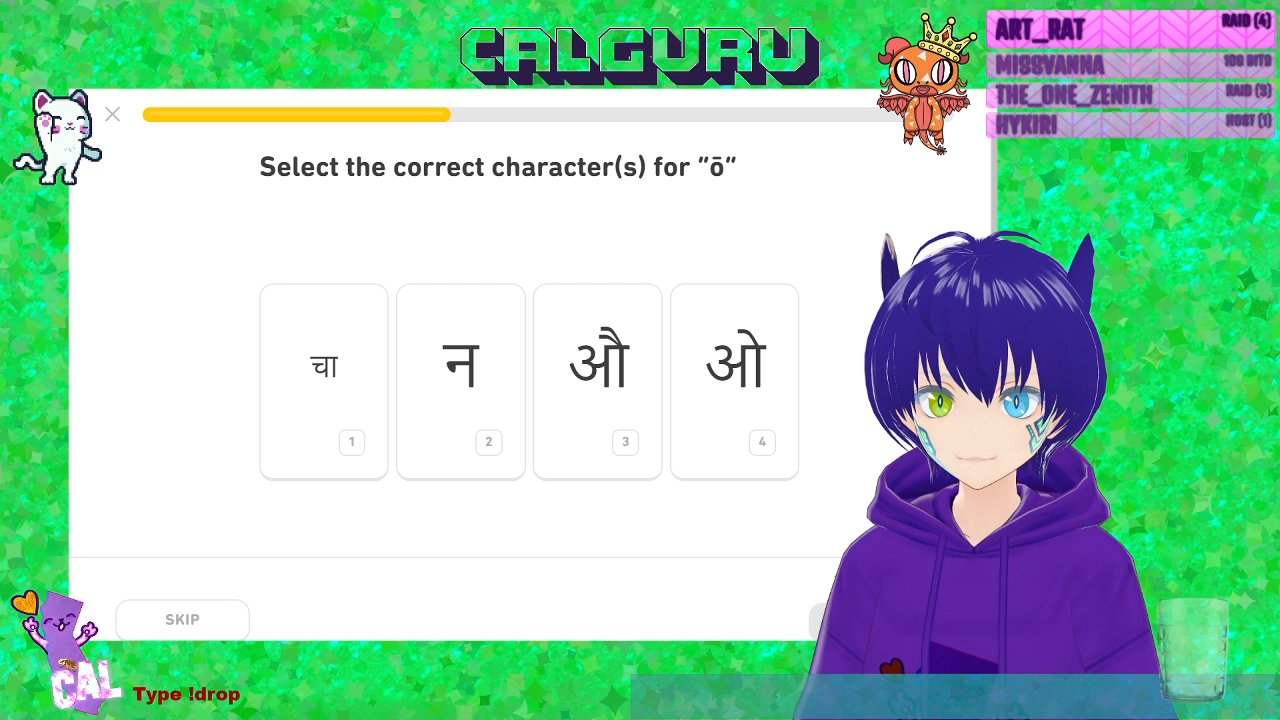 CALGURU
ART_RAT RAID (4)
MISSVANNA 100 BITS
THE_ONE_ZENITH RAID (3)
HYKIRI HOST (1)
Select the correct character(s) for "ō"
चा न औ ओ
1 2 3 4
SKIP
CAL
Type !drop